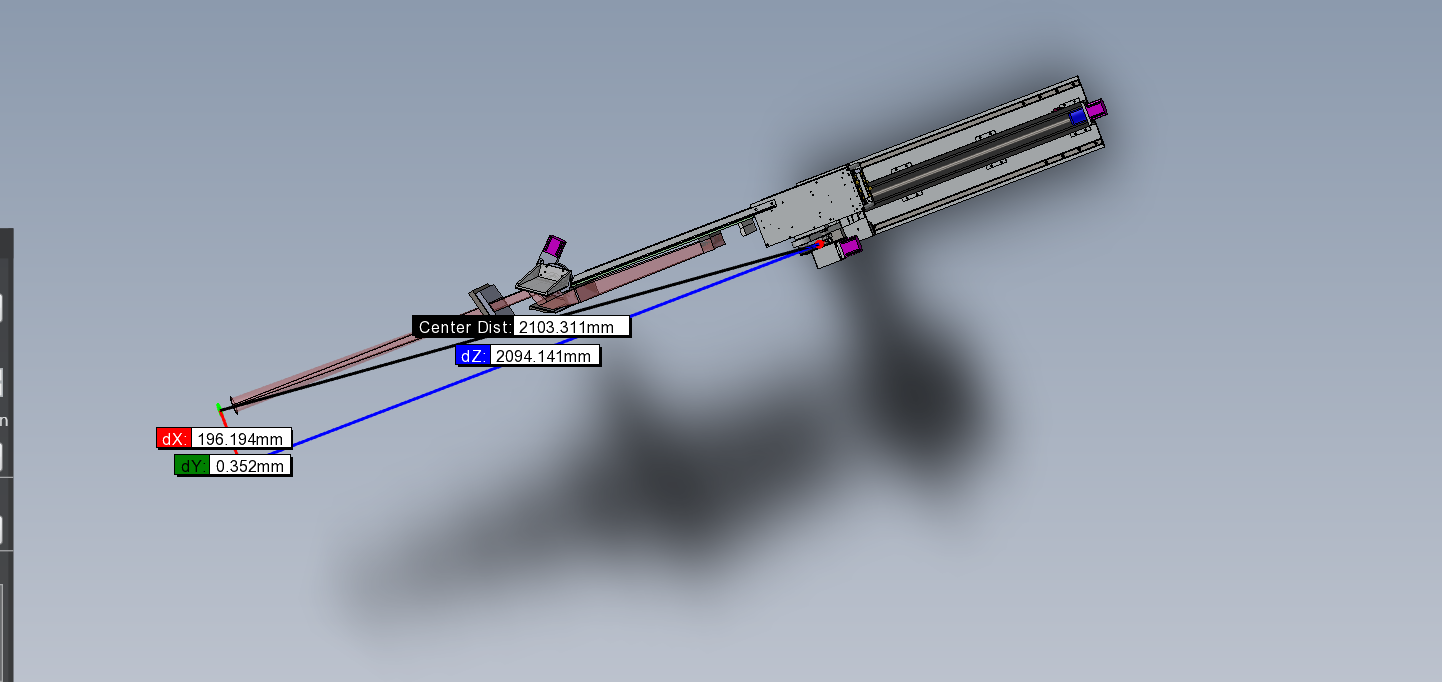 Center Dist: 2103.311mm
dZ: 2094.141mm
n
dX: 196.194mm
dY: 0.352mm